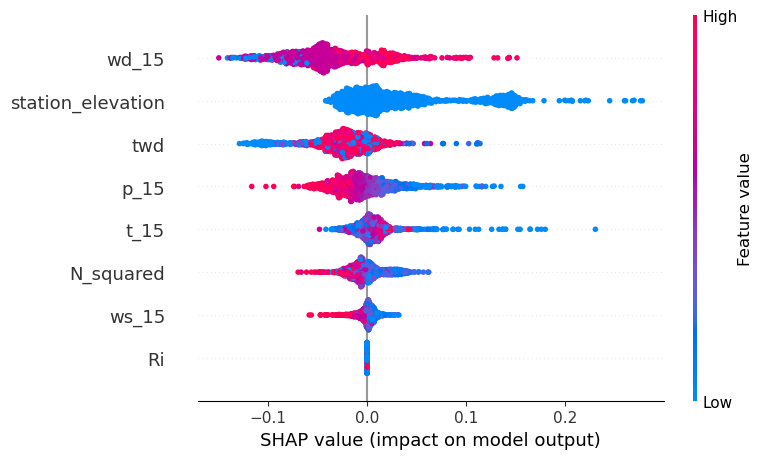 High
wd_15
station_elevation
twd
p_15
t_15
N_squared
ws_15
Ri
Feature value
Low
−0.1 0.0 0.1 0.2
SHAP value (impact on model output)